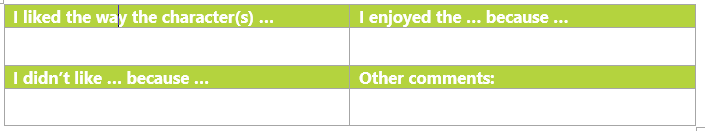 I liked the way the character(s) ...
I enjoyed the ... because ...
I didn’t like ... because ...
Other comments: